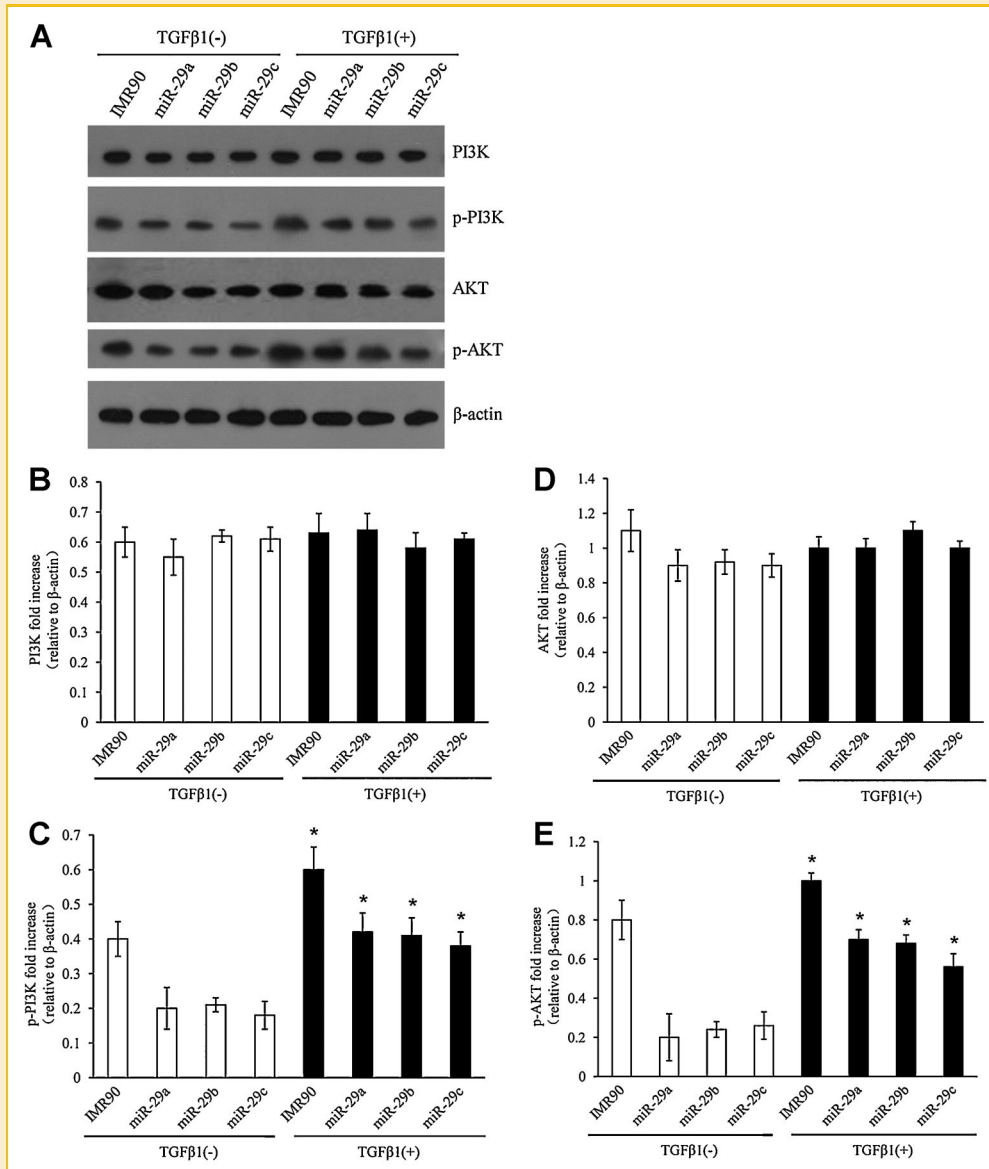 A
TGFβ1(-) TGFβ1(+)
IMR90 miR-29a miR-29b miR-29c IMR90 miR-29a miR-29b miR-29c
PI3K
p-PI3K
AKT
p-AKT
β-actin
B
PI3K fold increase
(relative to β-actin)
0.8
0.7
0.6
0.5
0.4
0.3
0.2
0.1
0
IMR90 miR-29a miR-29b miR-29c IMR90 miR-29a miR-29b miR-29c
TGFβ1(-) TGFβ1(+)
D
AKT fold increase
(relative to β-actin)
1.4
1.2
1
0.8
0.6
0.4
0.2
0
IMR90 miR-29a miR-29b miR-29c IMR90 miR-29a miR-29b miR-29c
TGFβ1(-) TGFβ1(+)
C
p-PI3K fold increase
(relative to β-actin)
0.7
0.6
0.5
0.4
0.3
0.2
0.1
0
* * * *
IMR90 miR-29a miR-29b miR-29c IMR90 miR-29a miR-29b miR-29c
TGFβ1(-) TGFβ1(+)
E
p-AKT fold increase
(relative to β-actin)
1.2
1
0.8
0.6
0.4
0.2
0
* * * *
IMR90 miR-29a miR-29b miR-29c IMR90 miR-29a miR-29b miR-29c
TGFβ1(-) TGFβ1(+)